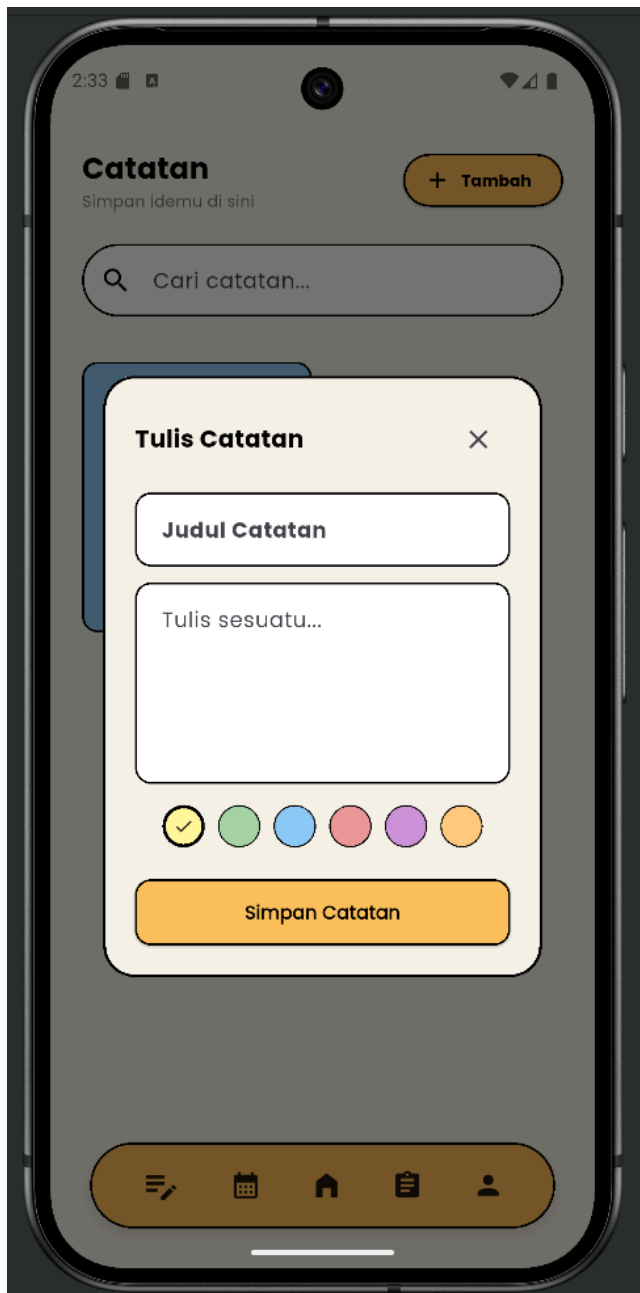 2:33
Catatan
Simpan idemu di sini
+ Tambah
Cari catatan...
Tulis Catatan
Judul Catatan
Tulis sesuatu...
Simpan Catatan